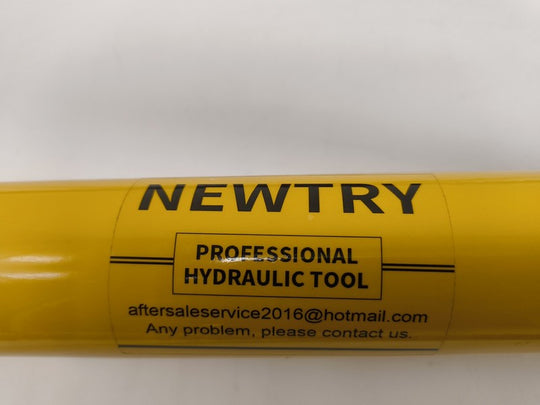 NEWTRY
PROFESSIONAL
HYDRAULIC TOOL
aftersaleservice2016@hotmail.com
Any problem, please contact us.